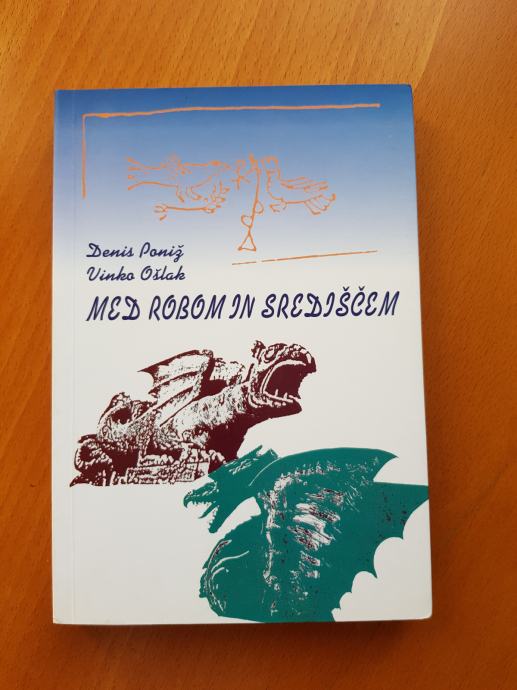 Denis Poniž
Vinko Ošlak
MED ROBOM IN SREDIŠČEM